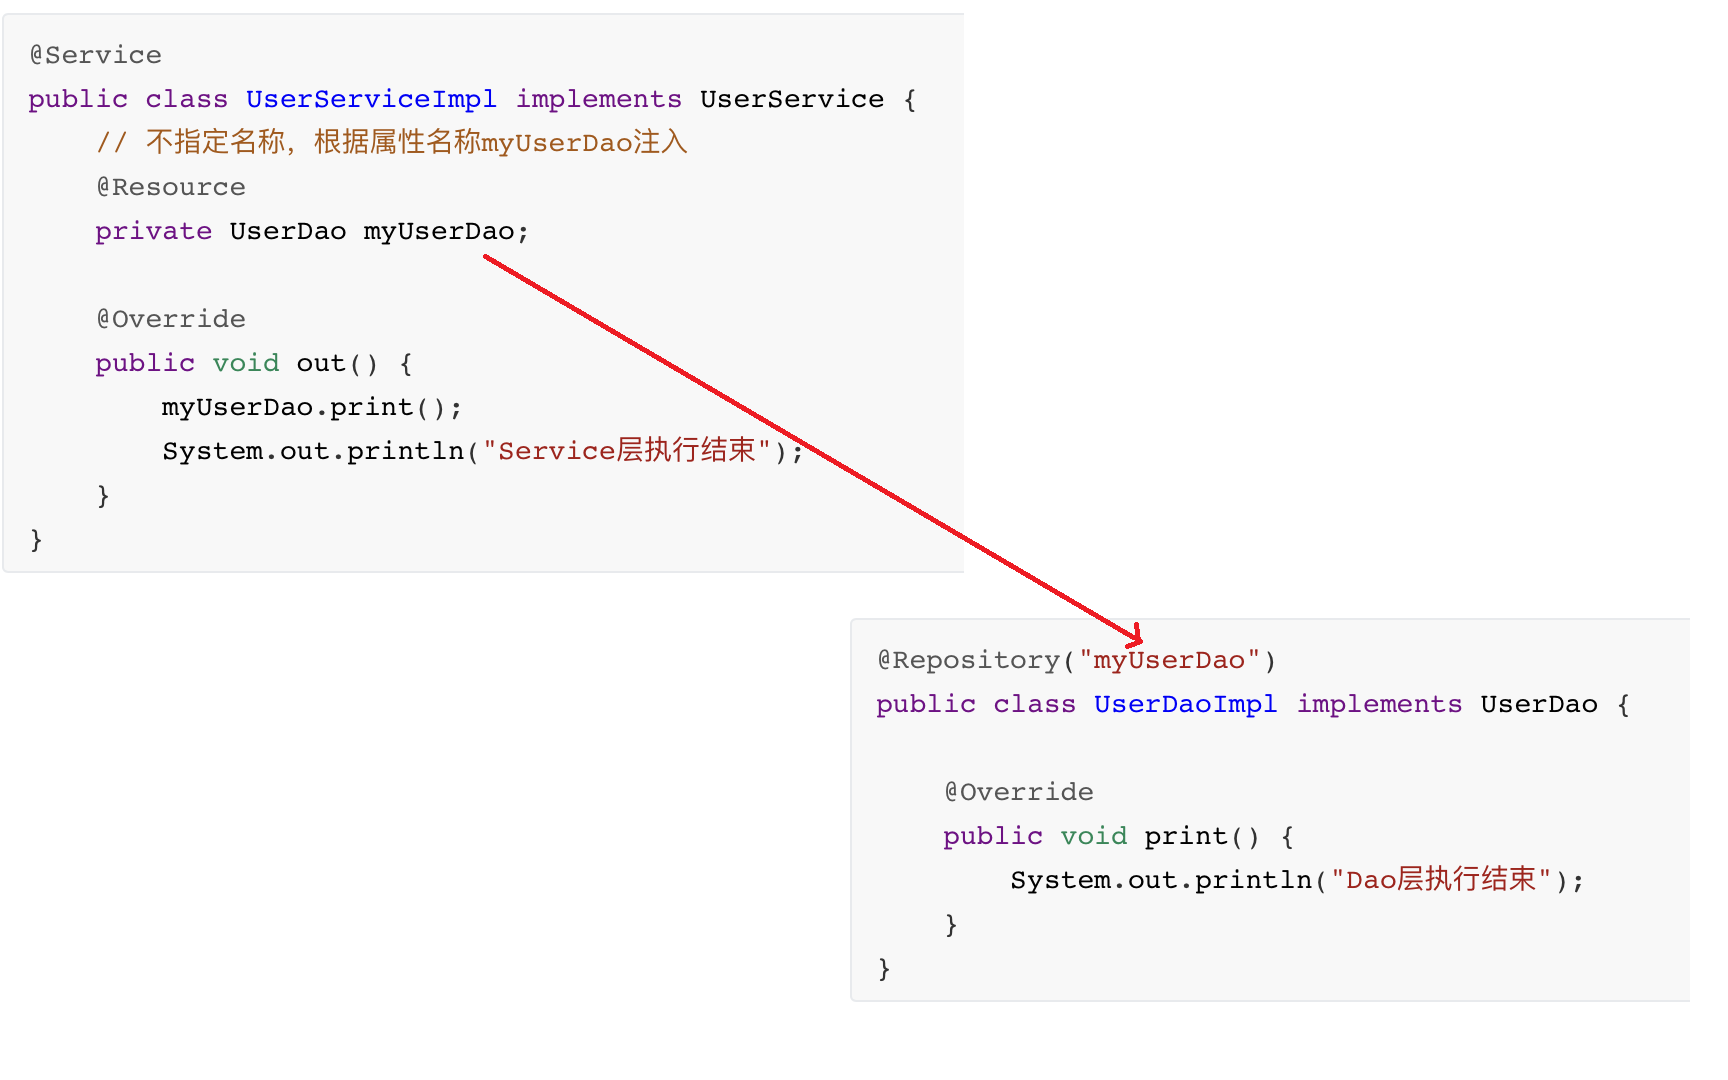 @Service
public class UserServiceImpl implements UserService {
// 不指定名称，根据属性名称myUserDao注入
@Resource
private UserDao myUserDao;
@Override
public void out() {
myUserDao.print();
System.out.println("Service层执行结束");
}
}
@Repository("myUserDao")
public class UserDaoImpl implements UserDao {
@Override
public void print() {
System.out.println("Dao层执行结束");
}
}